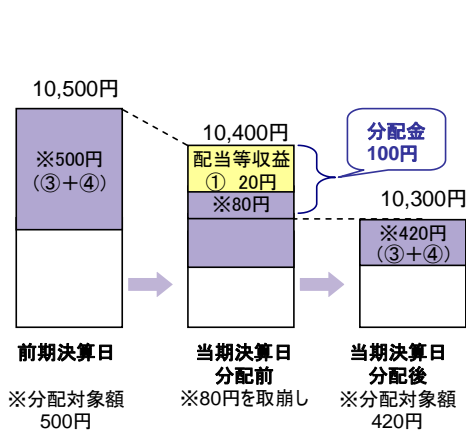 10,500円
※500円
(③+④)
10,400円
配当等収益
① 20円
※80円
分配金
100円
10,300円
※420円
(③+④)
前期決算日
※分配対象額
500円
当期決算日
分配前
※80円を取崩し
当期決算日
分配後
※分配対象額
420円